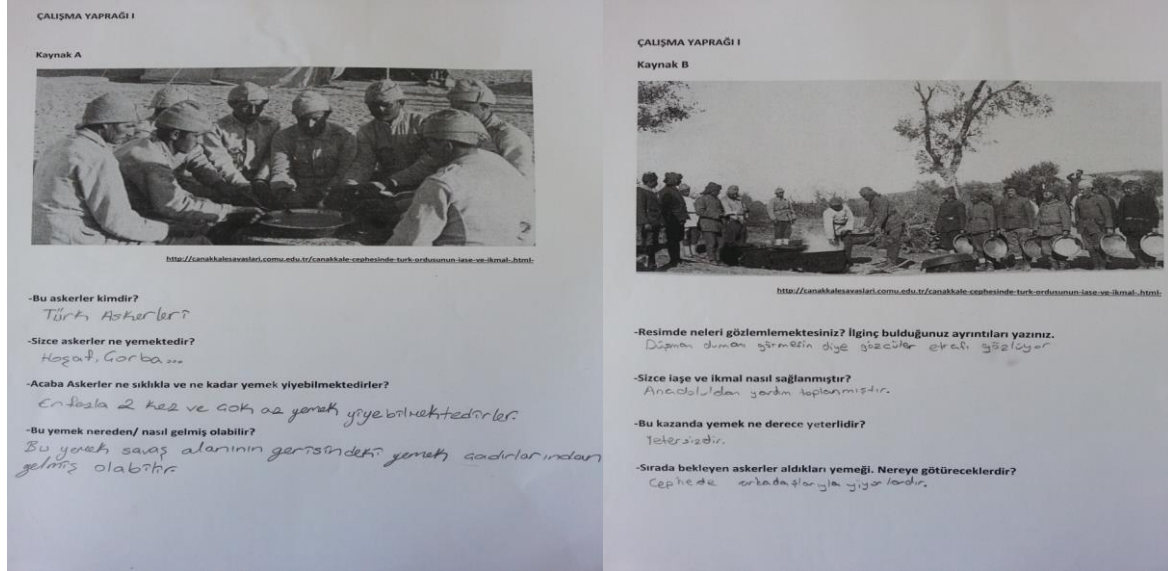 ÇALIŞMA YAPRAĞI I
Kaynak A
http://canakkalesavaslari.comu.edu.tr/canakkale-cephesinde-turk-ordusunun-iase-ve-ikmal-.html-
-Bu askerler kimdir?
Türk Askerleri
-Sizce askerler ne yemektedir?
Hoşaf, Çorba...
-Acaba Askerler ne sıklıkla ve ne kadar yemek yiyebilmektedirler?
En fazla 2 kez ve çok az yemek yiyebilmektedirler.
-Bu yemek nereden/ nasıl gelmiş olabilir?
Bu yemek savaş alanının gerisindeki yemek çadırlarından
gelmiş olabilir.
ÇALIŞMA YAPRAĞI I
Kaynak B
http://canakkalesavaslari.comu.edu.tr/canakkale-cephesinde-turk-ordusunun-iase-ve-ikmal-.html-
-Resimde neleri gözlemlemektesiniz? İlginç bulduğunuz ayrıntıları yazınız.
Düşman duman görmesin diye gözcüler etrafı gözlüyor
-Sizce iaşe ve ikmal nasıl sağlanmıştır?
Anadolu'dan yardım toplanmıştır.
-Bu kazanda yemek ne derece yeterlidir?
Yetersizdir.
-Sırada bekleyen askerler aldıkları yemeği. Nereye götüreceklerdir?
Cephede arkadaşlarıyla yiyorlardır.